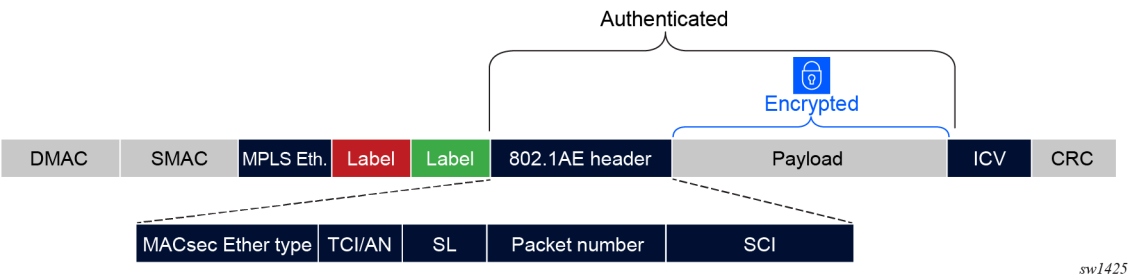 Authenticated
Encrypted
DMAC SMAC MPLS Eth. Label Label 802.1AE header Payload ICV CRC
MACsec Ether type TCI/AN SL Packet number SCI
sw1425